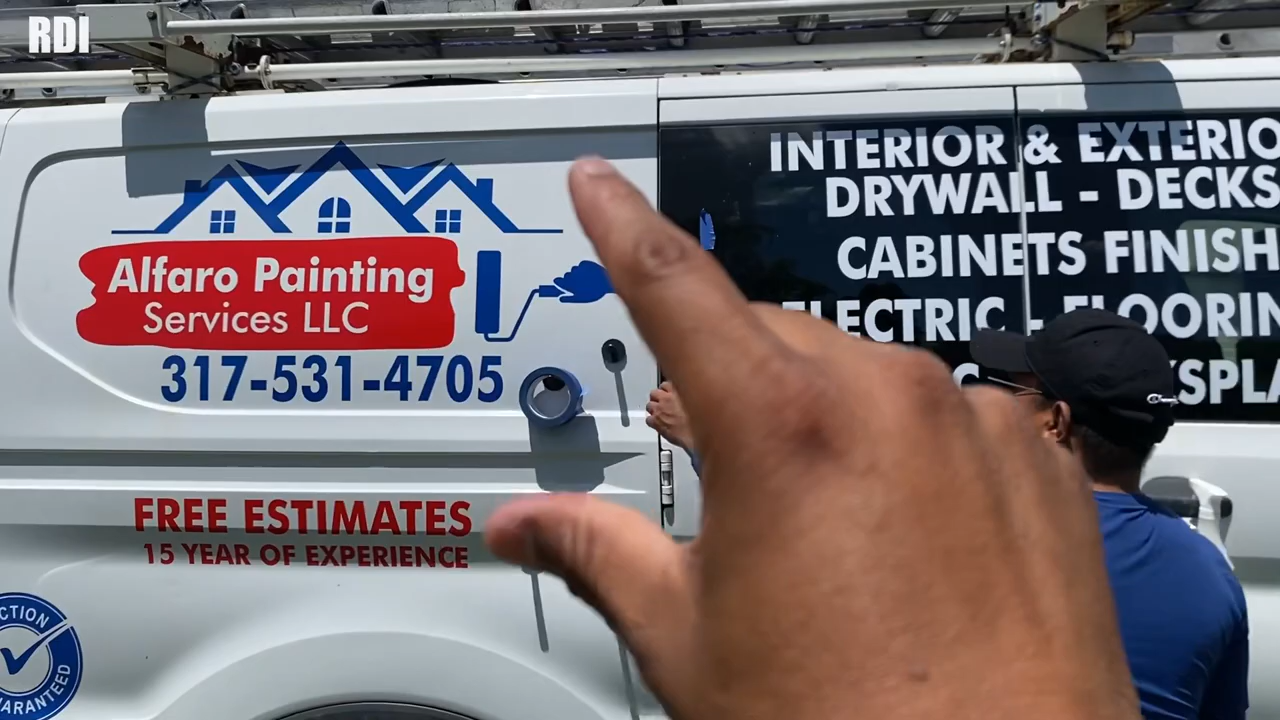 RDI
Alfaro Painting
Services LLC
317-531-4705
FREE ESTIMATES
15 YEAR OF EXPERIENCE
INTERIOR & EXTERIO
DRYWALL - DECKS
CABINETS FINISH
ELECTRIC - FLOORIN